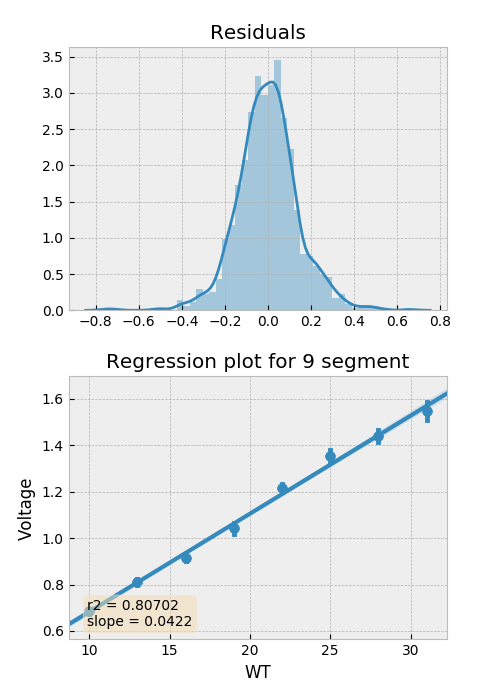 Residuals
3.5
3.0
2.5
2.0
1.5
1.0
0.5
0.0
−0.8 −0.6 −0.4 −0.2 0.0 0.2 0.4 0.6 0.8
Regression plot for 9 segment
1.6
1.4
1.2
1.0
0.8
0.6
Voltage
r2 = 0.80702
slope = 0.0422
10 15 20 25 30
WT